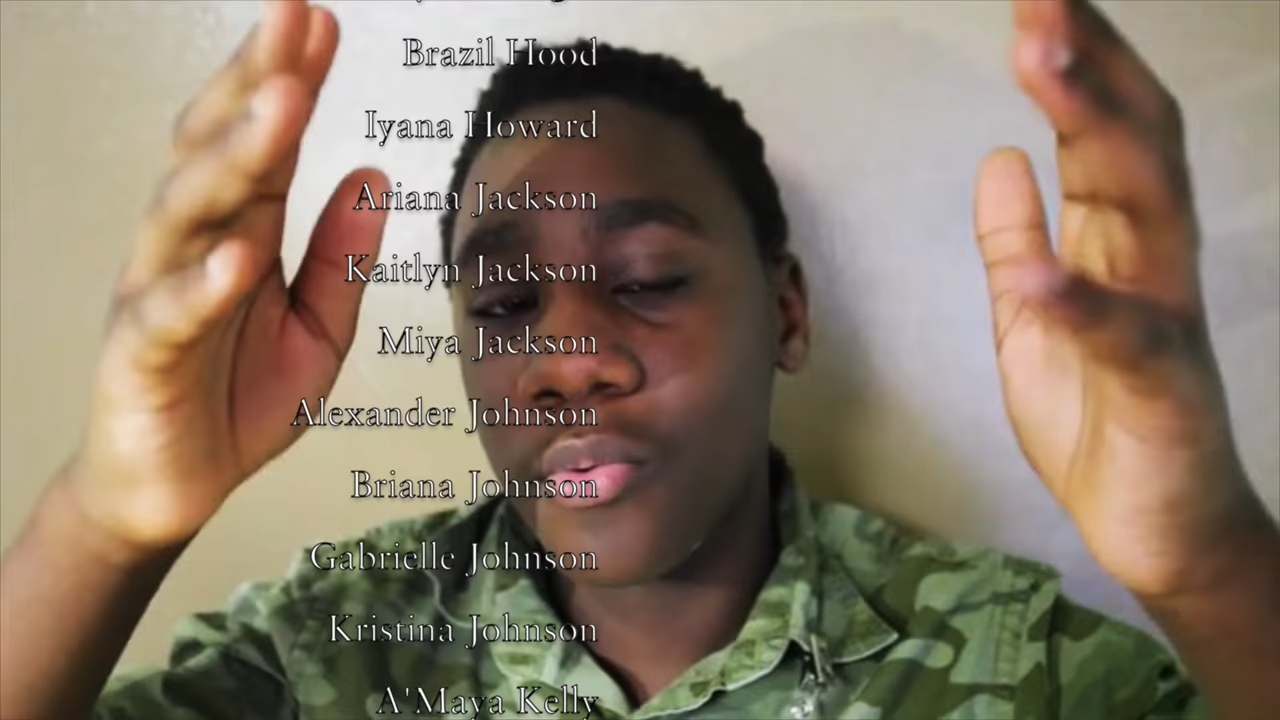 Brazil Hood
Iyana Howard
Ariana Jackson
Kaitlyn Jackson
Miya Jackson
Alexander Johnson
Briana Johnson
Gabrielle Johnson
Kristina Johnson
A'Maya Kelly